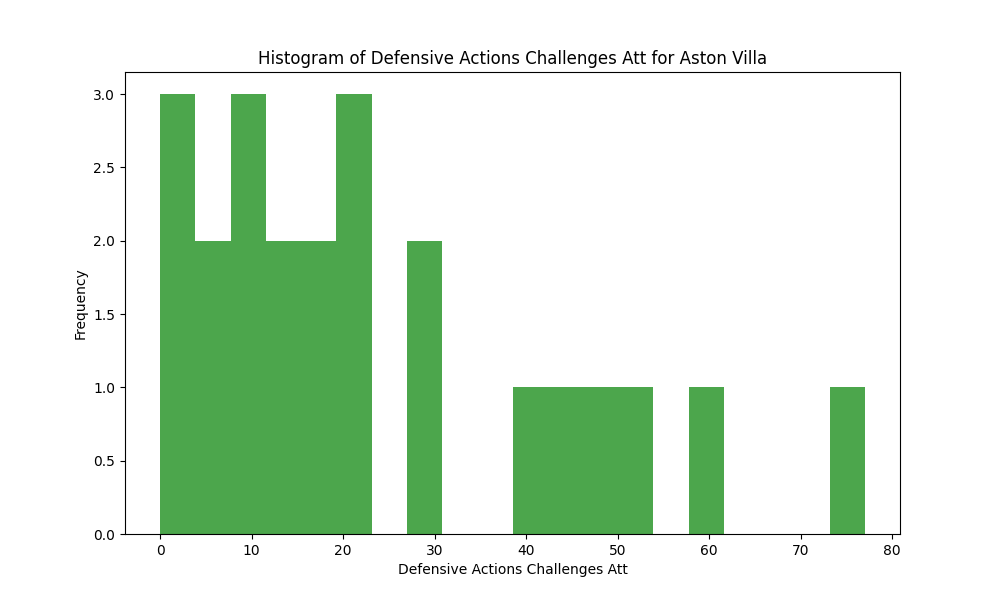 Histogram of Defensive Actions Challenges Att for Aston Villa
3.0
2.5
2.0
1.5
1.0
0.5
0.0
Frequency
0 10 20 30 40 50 60 70 80
Defensive Actions Challenges Att